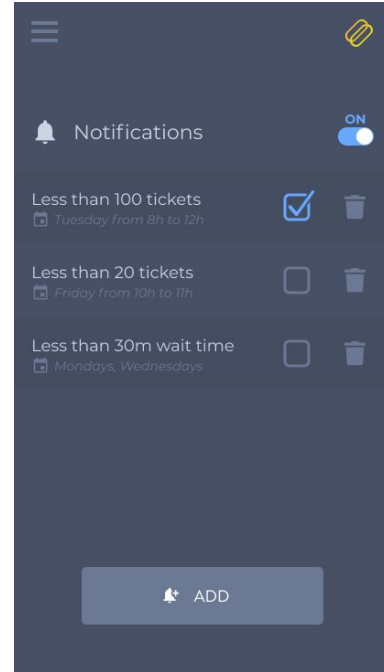 Notifications
ON
Less than 100 tickets
Tuesday from 8h to 12h
Less than 20 tickets
Friday from 10h to 11h
Less than 30m wait time
Mondays, Wednesdays
ADD